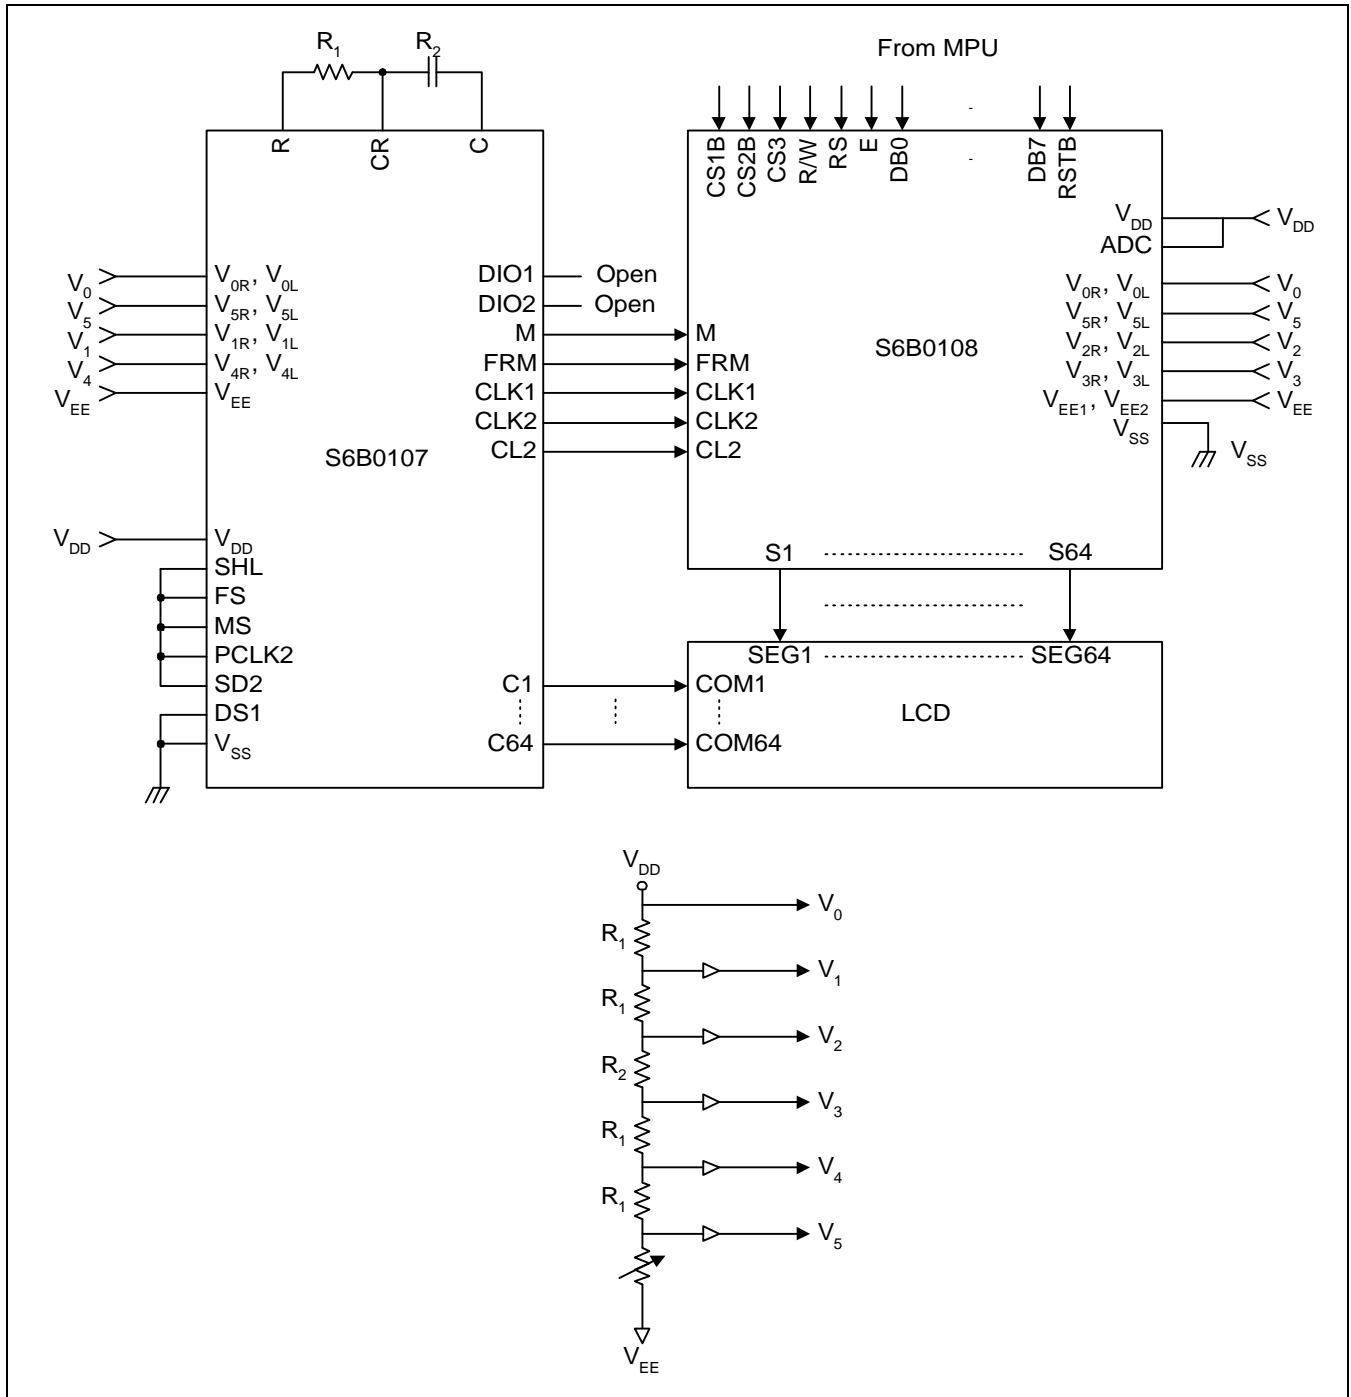 R1 R2
From MPU
R CR C
CS1B CS2B CS3 R/W RS E DB0 - DB7 RSTB
-
VDD VDD
ADC
V0 V0R, V0L
V5 V5R, V5L
V1 V1R, V1L
V4 V4R, V4L
VEE VEE
S6B0107
DIO1 Open
DIO2 Open
M M
FRM FRM
CLK1 CLK1
CLK2 CLK2
CL2 CL2
S6B0108
V0R, V0L V0
V5R, V5L V5
V2R, V2L V2
V3R, V3L V3
VEE1, VEE2 VEE
VSS VSS
VDD VDD
SHL
FS
MS
PCLK2
SD2
DS1
VSS
S1 S64
SEG1 SEG64
C1 COM1
C64 COM64
LCD
VDD
V0
R1
V1
R1
V2
R2
V3
R1
V4
R1
V5
VEE